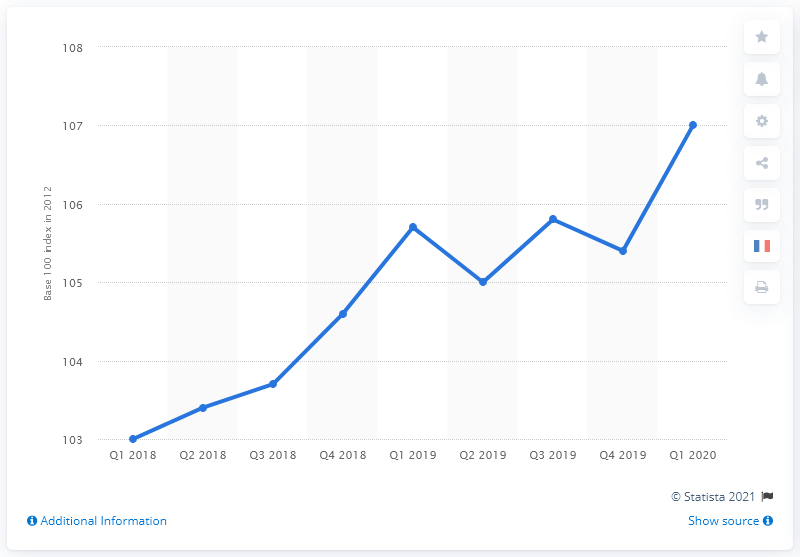 108
107
106
105
104
103
Base 100 index in 2012
Q1 2018 Q2 2018 Q3 2018 Q4 2018 Q1 2019 Q2 2019 Q3 2019 Q4 2019 Q1 2020
© Statista 2021
Additional Information Show source